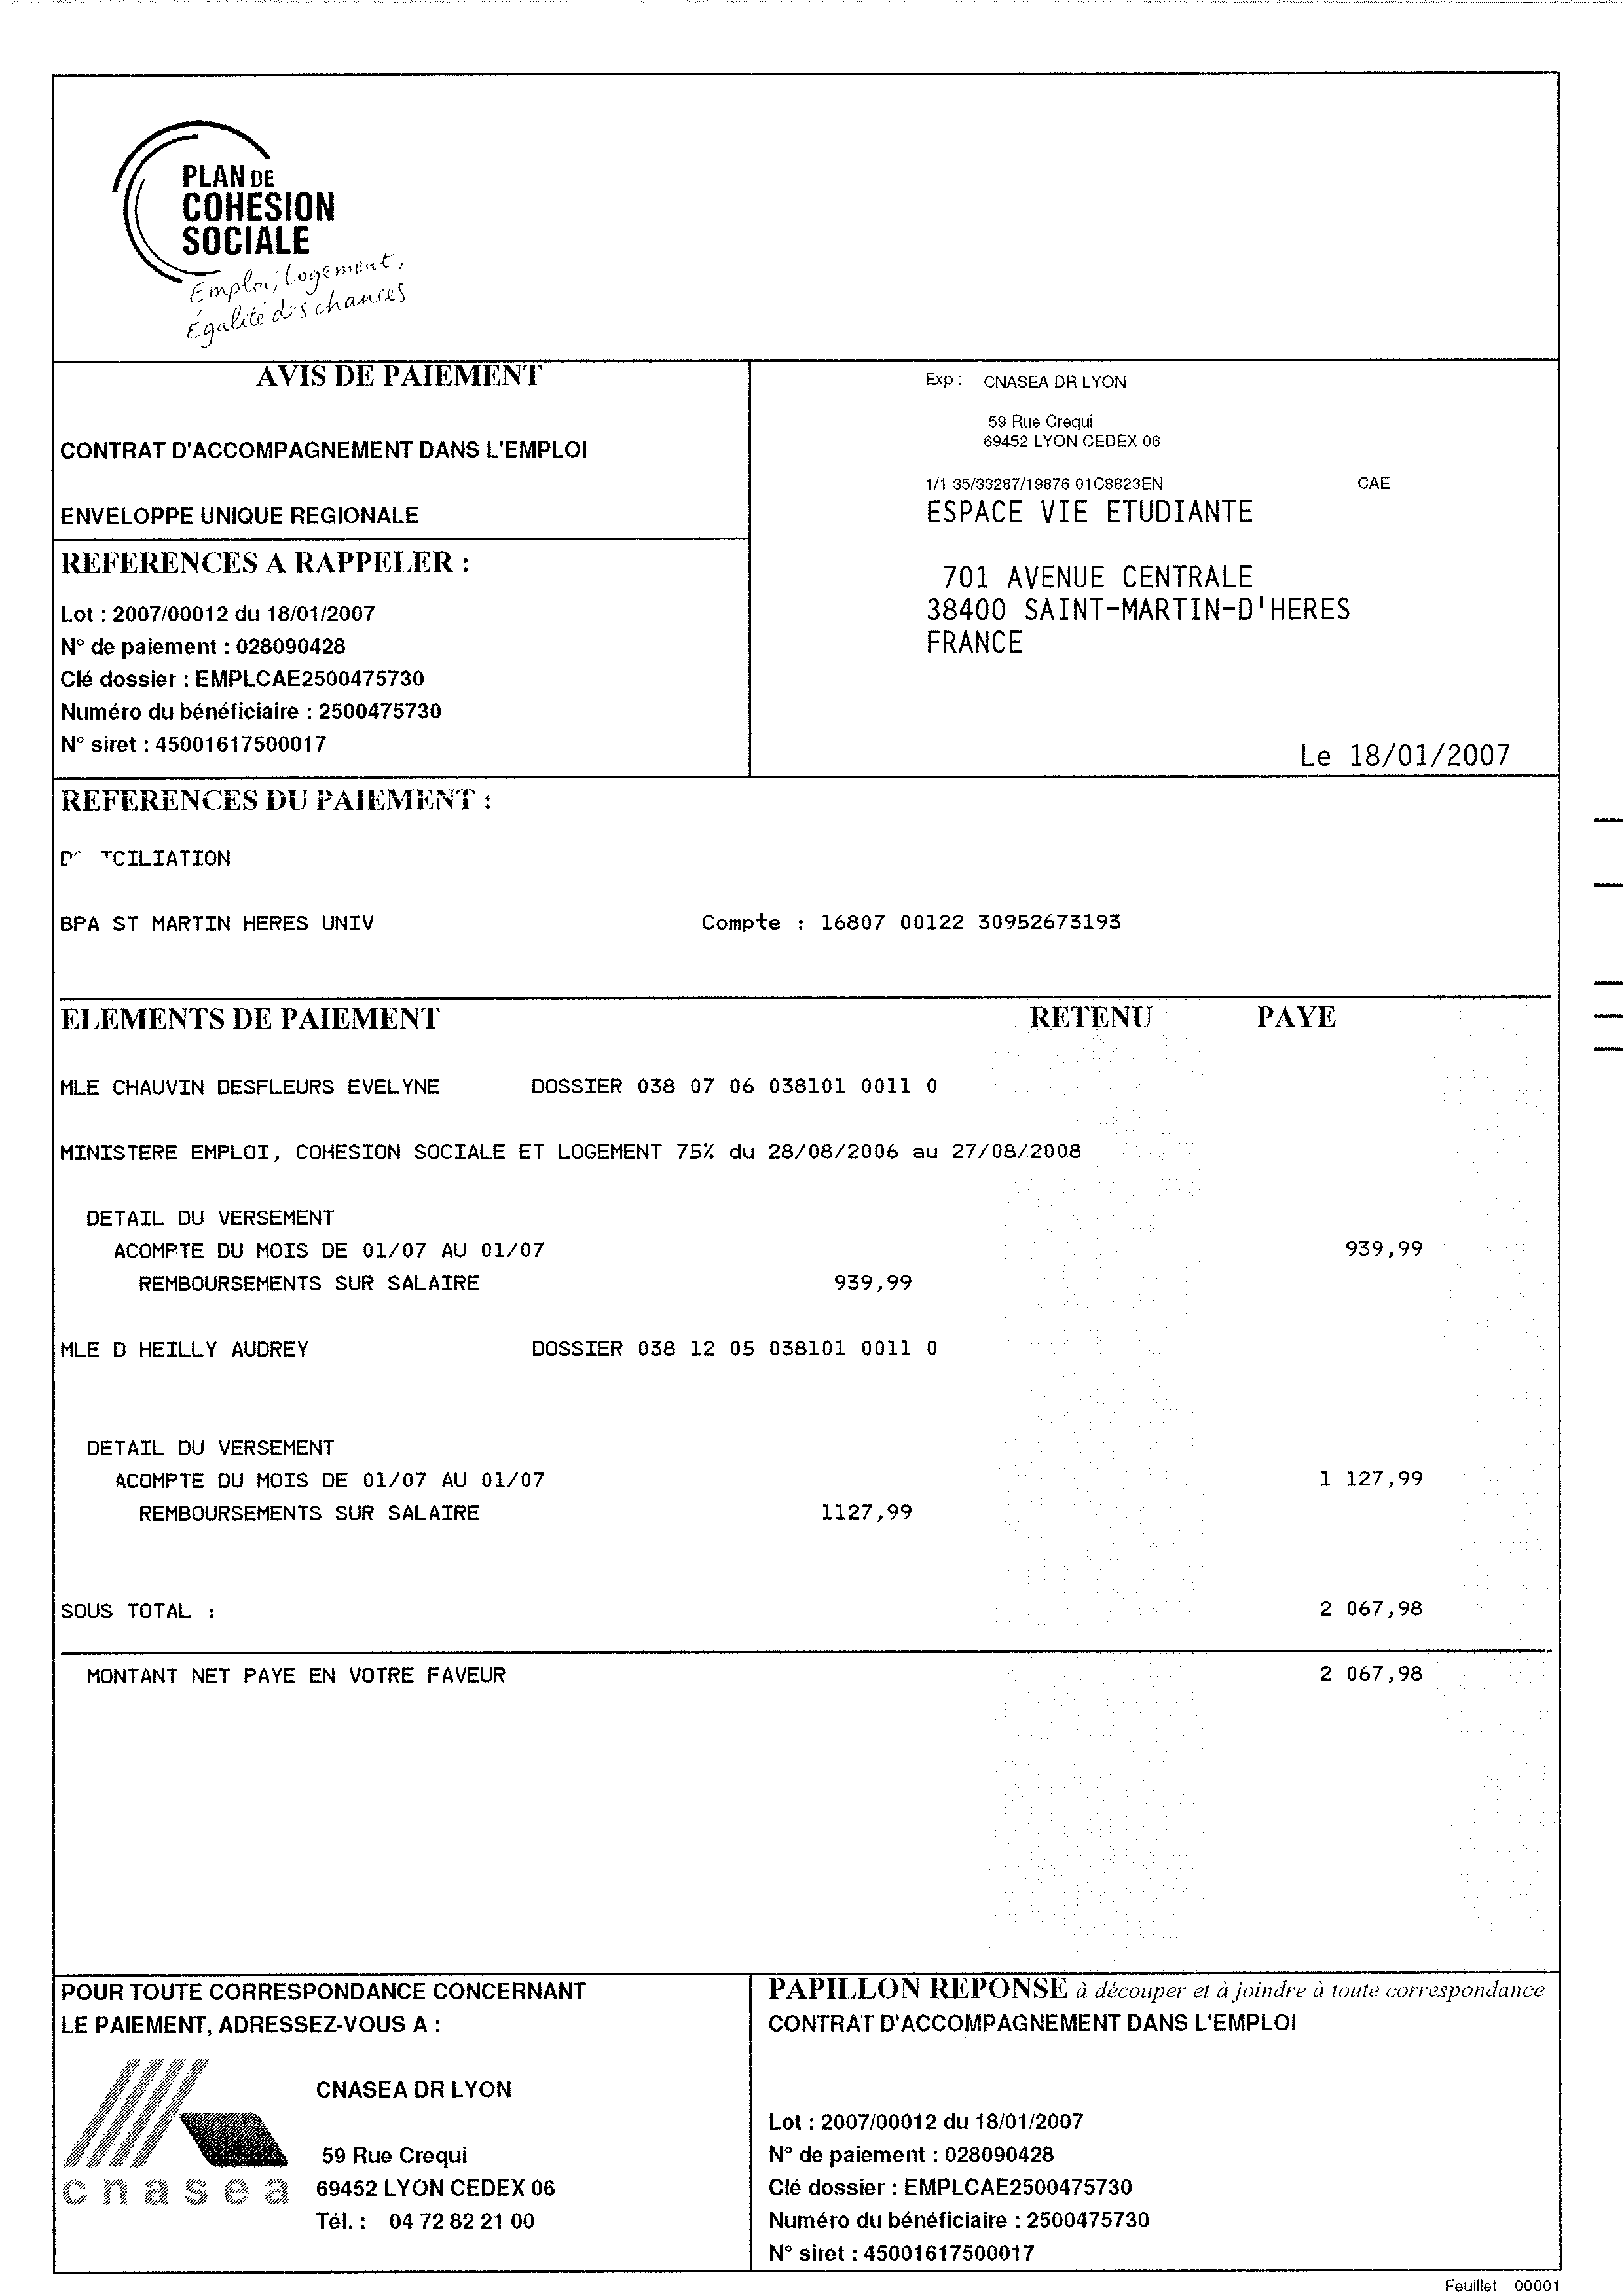 PLAN DE
COHESION
SOCIALE
Emploi, logement,
Égalité des chances
AVIS DE PAIEMENT
CONTRAT D'ACCOMPAGNEMENT DANS L'EMPLOI
ENVELOPPE UNIQUE REGIONALE
REFERENCES A RAPPELER :
Lot : 2007/00012 du 18/01/2007
N° de paiement : 028090428
Clé dossier : EMPLCAE2500475730
Numéro du bénéficiaire : 2500475730
N° siret : 45001617500017
Exp : CNASEA DR LYON
59 Rue Crequi
69452 LYON CEDEX 06
1/1 35/33287/19876 01C8823EN CAE
ESPACE VIE ETUDIANTE
701 AVENUE CENTRALE
38400 SAINT-MARTIN-D'HERES
FRANCE
Le 18/01/2007
REFERENCES DU PAIEMENT :
CILIATION
BPA ST MARTIN HERES UNIV Compte : 16807 00122 30952673193
ELEMENTS DE PAIEMENT RETENU PAYE
MLE CHAUVIN DESFLEURS EVELYNE DOSSIER 038 07 06 038101 0011 0
MINISTERE EMPLOI, COHESION SOCIALE ET LOGEMENT 75% du 28/08/2006 au 27/08/2008
DETAIL DU VERSEMENT
ACOMPTE DU MOIS DE 01/07 AU 01/07 939,99
REMBOURSEMENTS SUR SALAIRE 939,99
MLE D HEILLY AUDREY DOSSIER 038 12 05 038101 0011 0
DETAIL DU VERSEMENT
ACOMPTE DU MOIS DE 01/07 AU 01/07 1 127,99
REMBOURSEMENTS SUR SALAIRE 1127,99
SOUS TOTAL : 2 067,98
MONTANT NET PAYE EN VOTRE FAVEUR 2 067,98
POUR TOUTE CORRESPONDANCE CONCERNANT
LE PAIEMENT, ADRESSEZ-VOUS A :
cnasea
CNASEA DR LYON
59 Rue Crequi
69452 LYON CEDEX 06
Tél. : 04 72 82 21 00
PAPILLON REPONSE à découper et à joindre à toute correspondance
CONTRAT D'ACCOMPAGNEMENT DANS L'EMPLOI
Lot : 2007/00012 du 18/01/2007
N° de paiement : 028090428
Clé dossier : EMPLCAE2500475730
Numéro du bénéficiaire : 2500475730
N° siret : 45001617500017
Feuillet 00001